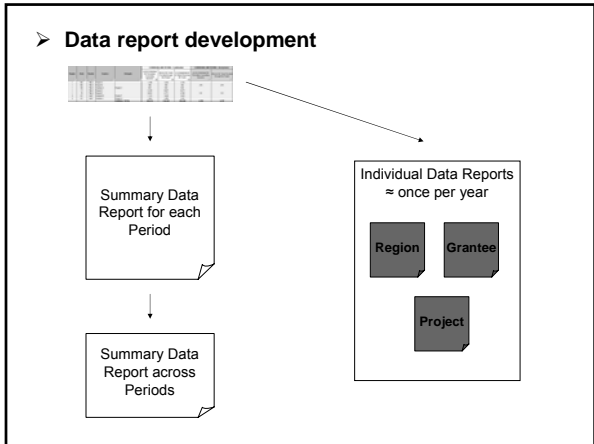 ➢ Data report development
Summary Data
Report for each
Period
Summary Data
Report across
Periods
Individual Data Reports
≈ once per year
Region
Grantee
Project